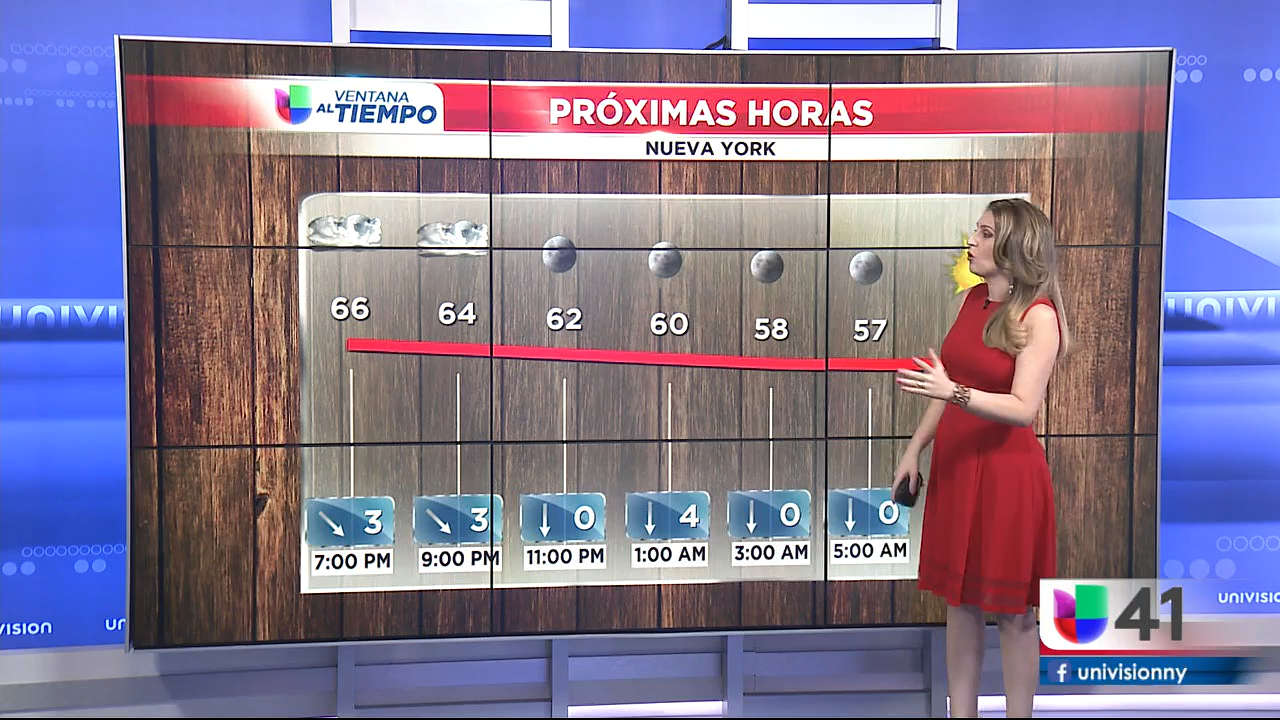 VENTANA
AL TIEMPO
PRÓXIMAS HORAS
NUEVA YORK
66 64 62 60 58 57
3 3 0 4 0 0
7:00 PM 9:00 PM 11:00 PM 1:00 AM 3:00 AM 5:00 AM
41
univisionny